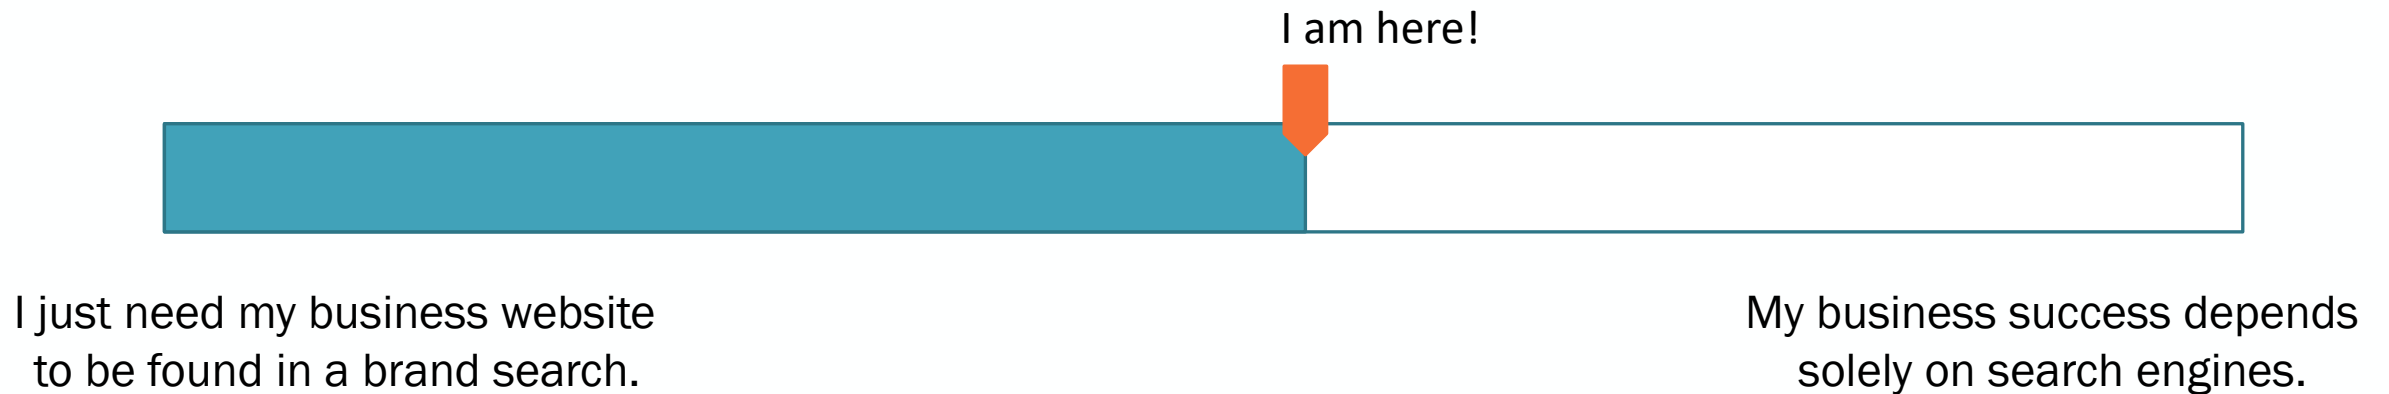 I am here!
I just need my business website
to be found in a brand search.
My business success depends
solely on search engines.